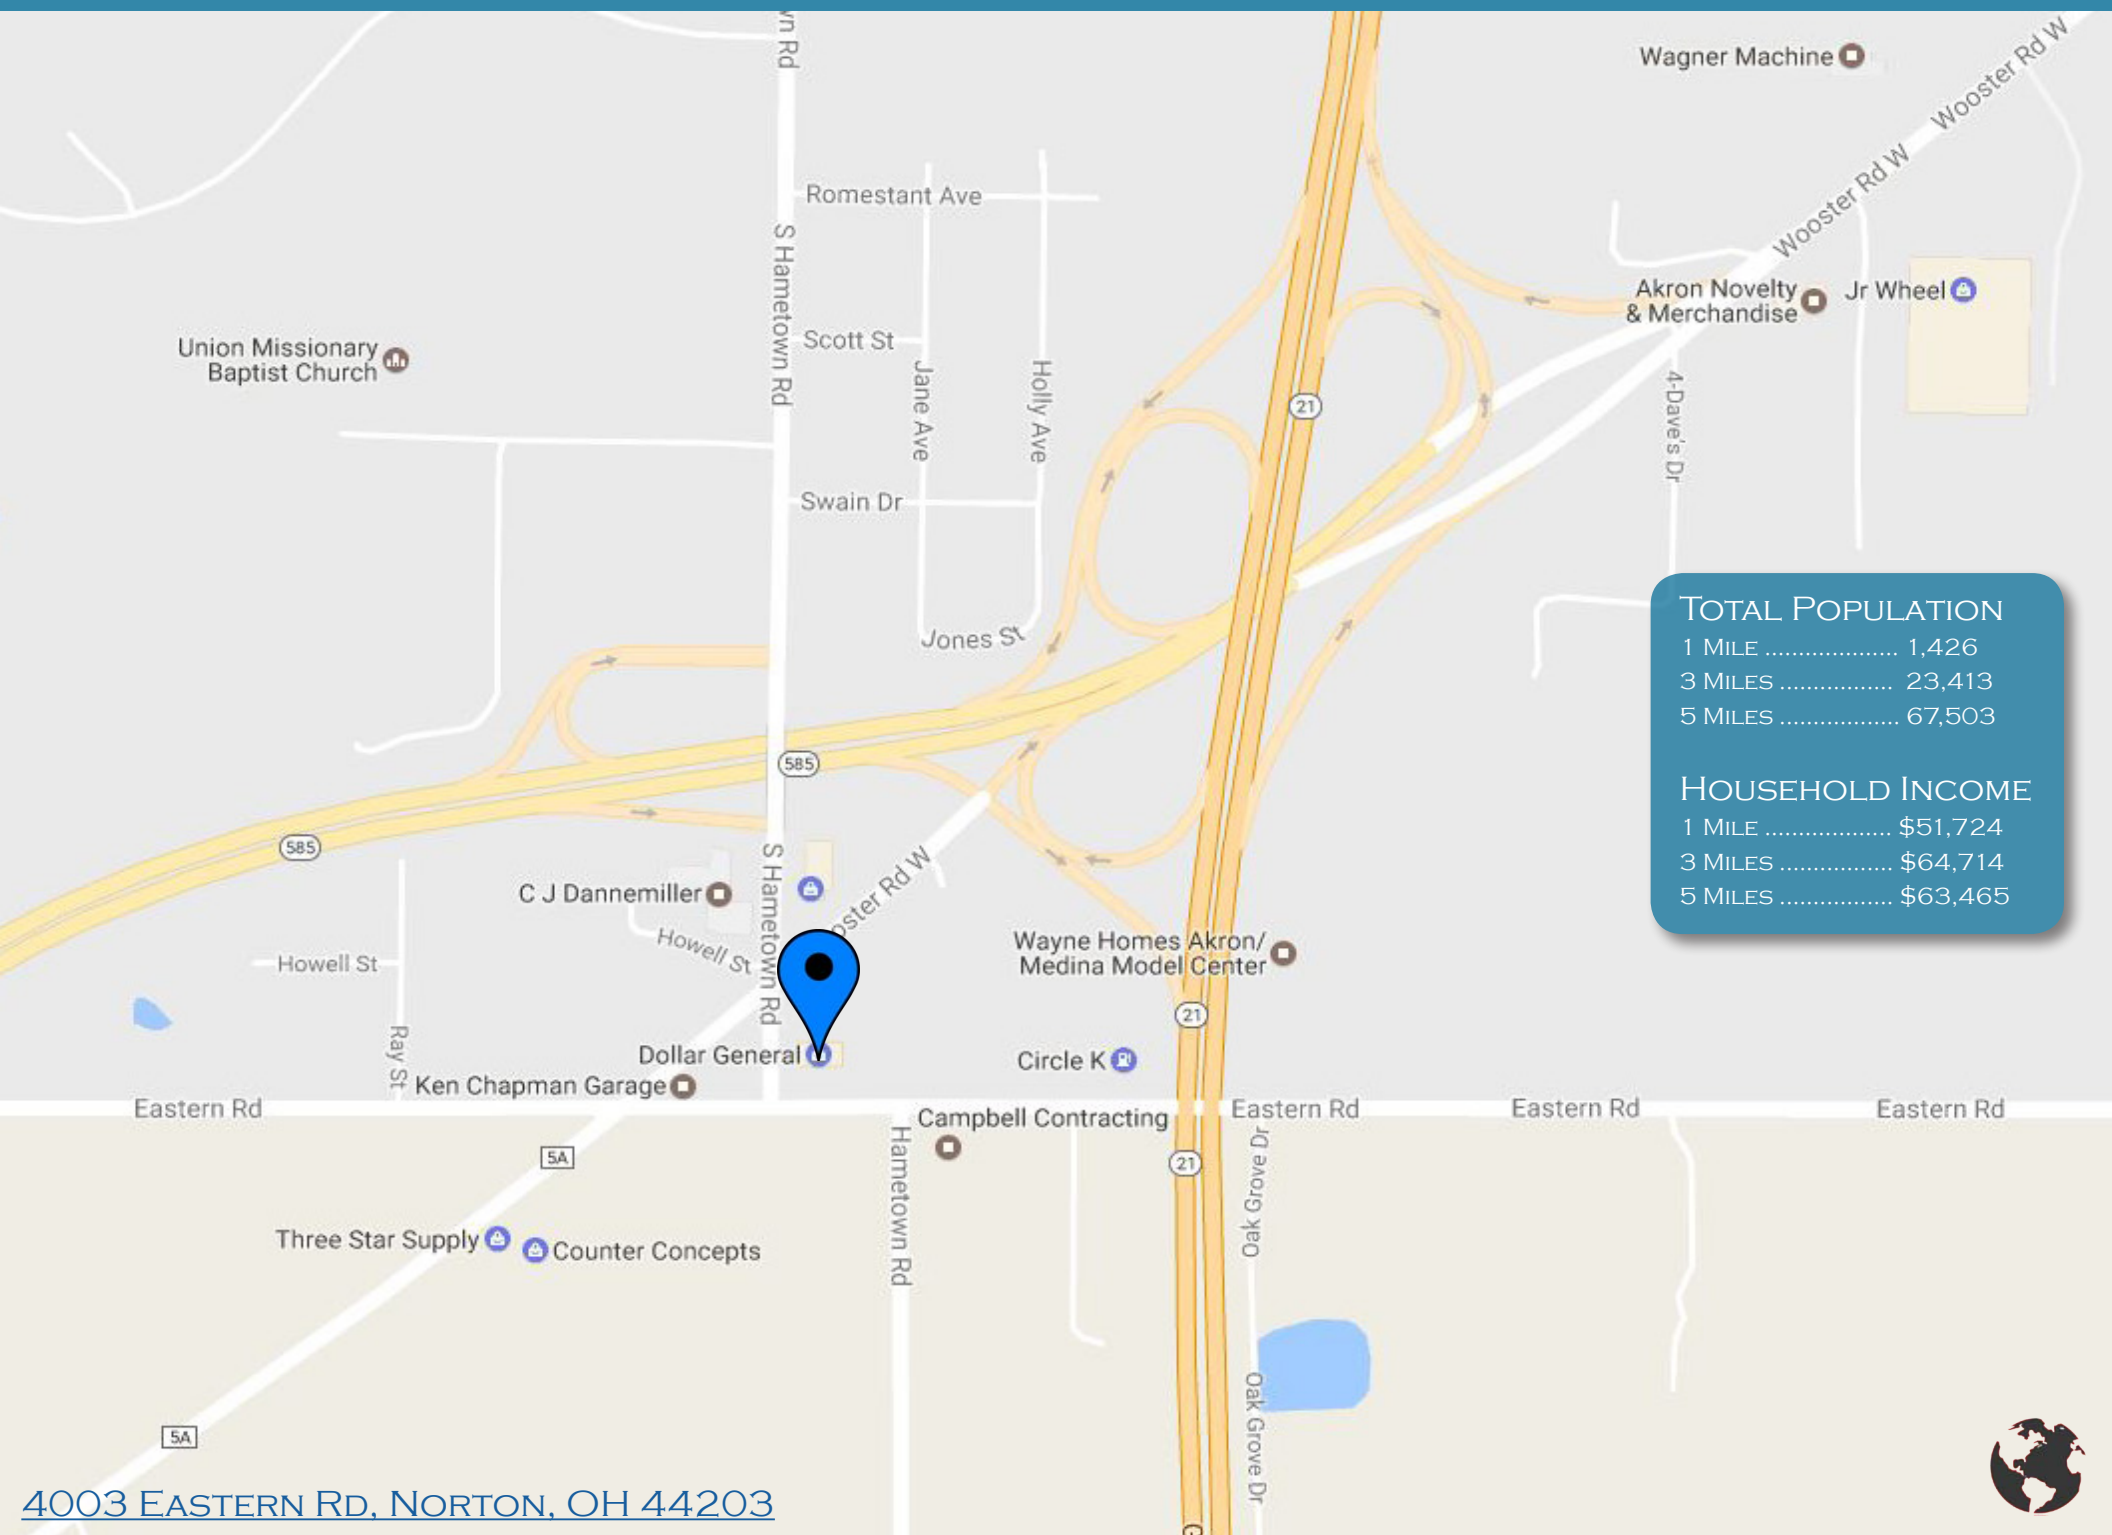 vn Rd
Wagner Machine
Wooster Rd W
Wooster Rd W
Romestant Ave
S Hametown Rd
Akron Novelty
& Merchandise
Jr Wheel
Union Missionary
Baptist Church
Scott St
Jane Ave
Holly Ave
21
4-Dave's Dr
Swain Dr
Jones St
TOTAL POPULATION
1 MILE .................... 1,426
3 MILES ................. 23,413
5 MILES .................. 67,503
HOUSEHOLD INCOME
1 MILE ................... $51,724
3 MILES ................. $64,714
5 MILES ................. $63,465
585
585
C J Dannemiller
S Hametown Rd
oster Rd W
Howell St
Howell St
Wayne Homes Akron/
Medina Model Center
21
Ray St
Dollar General
Circle K
Ken Chapman Garage
Eastern Rd
Campbell Contracting
Eastern Rd
Eastern Rd
Eastern Rd
5A
Hametown Rd
21
Oak Grove Dr
Three Star Supply
Counter Concepts
Oak Grove Dr
5A
4003 EASTERN RD, NORTON, OH 44203